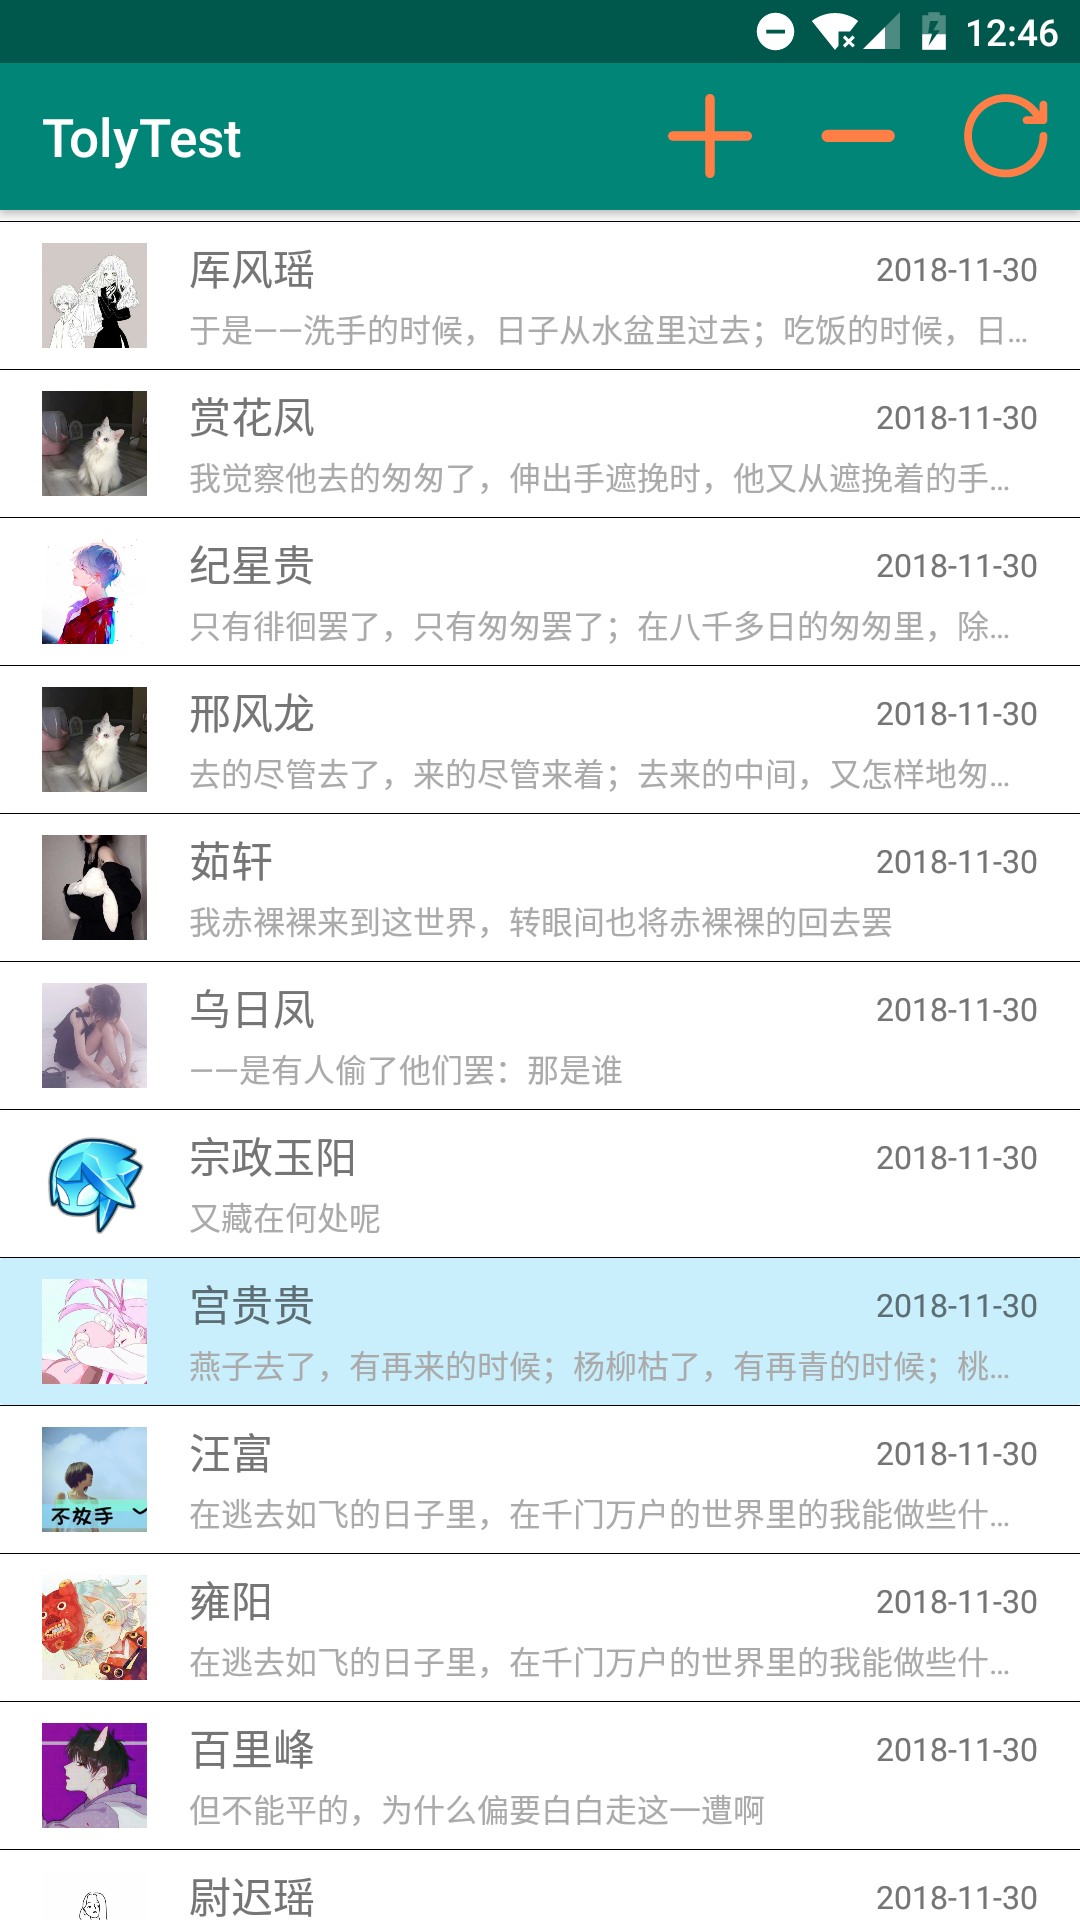 12:46
TolyTest
厍风瑶 2018-11-30
于是——洗手的时候，日子从水盆里过去；吃饭的时候，日...
赏花凤 2018-11-30
我觉察他去的匆匆了，伸出手遮挽时，他又从遮挽着的手...
纪星贵 2018-11-30
只有徘徊罢了，只有匆匆罢了；在八千多日的匆匆里，除...
邢风龙 2018-11-30
去的尽管去了，来的尽管来着；去来的中间，又怎样地匆...
茹轩 2018-11-30
我赤裸裸来到这世界，转眼间也将赤裸裸的回去罢
乌日凤 2018-11-30
——是有人偷了他们罢：那是谁
宗政玉阳 2018-11-30
又藏在何处呢
宫贵贵 2018-11-30
燕子去了，有再来的时候；杨柳枯了，有再青的时候；桃...
汪富 2018-11-30
不放手
在逃去如飞的日子里，在千门万户的世界里的我能做些什...
雍阳 2018-11-30
在逃去如飞的日子里，在千门万户的世界里的我能做些什...
百里峰 2018-11-30
但不能平的，为什么偏要白白走这一遭啊
尉迟瑶 2018-11-30